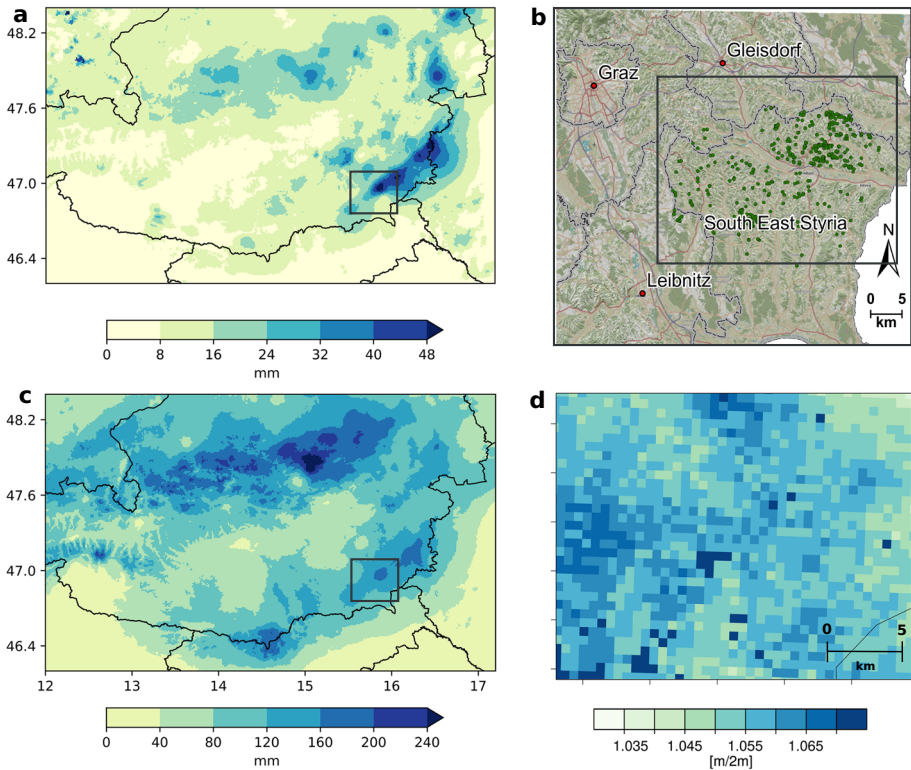 a
48.2
47.6
47.0
46.4
0 8 16 24 32 40 48
mm
b
Gleisdorf
Graz
South East Styria
Leibnitz
N
0 5
km
c
48.2
47.6
47.0
46.4
12 13 14 15 16 17
0 40 80 120 160 200 240
mm
d
0 5
km
1.035 1.045 1.055 1.065
[m/2m]